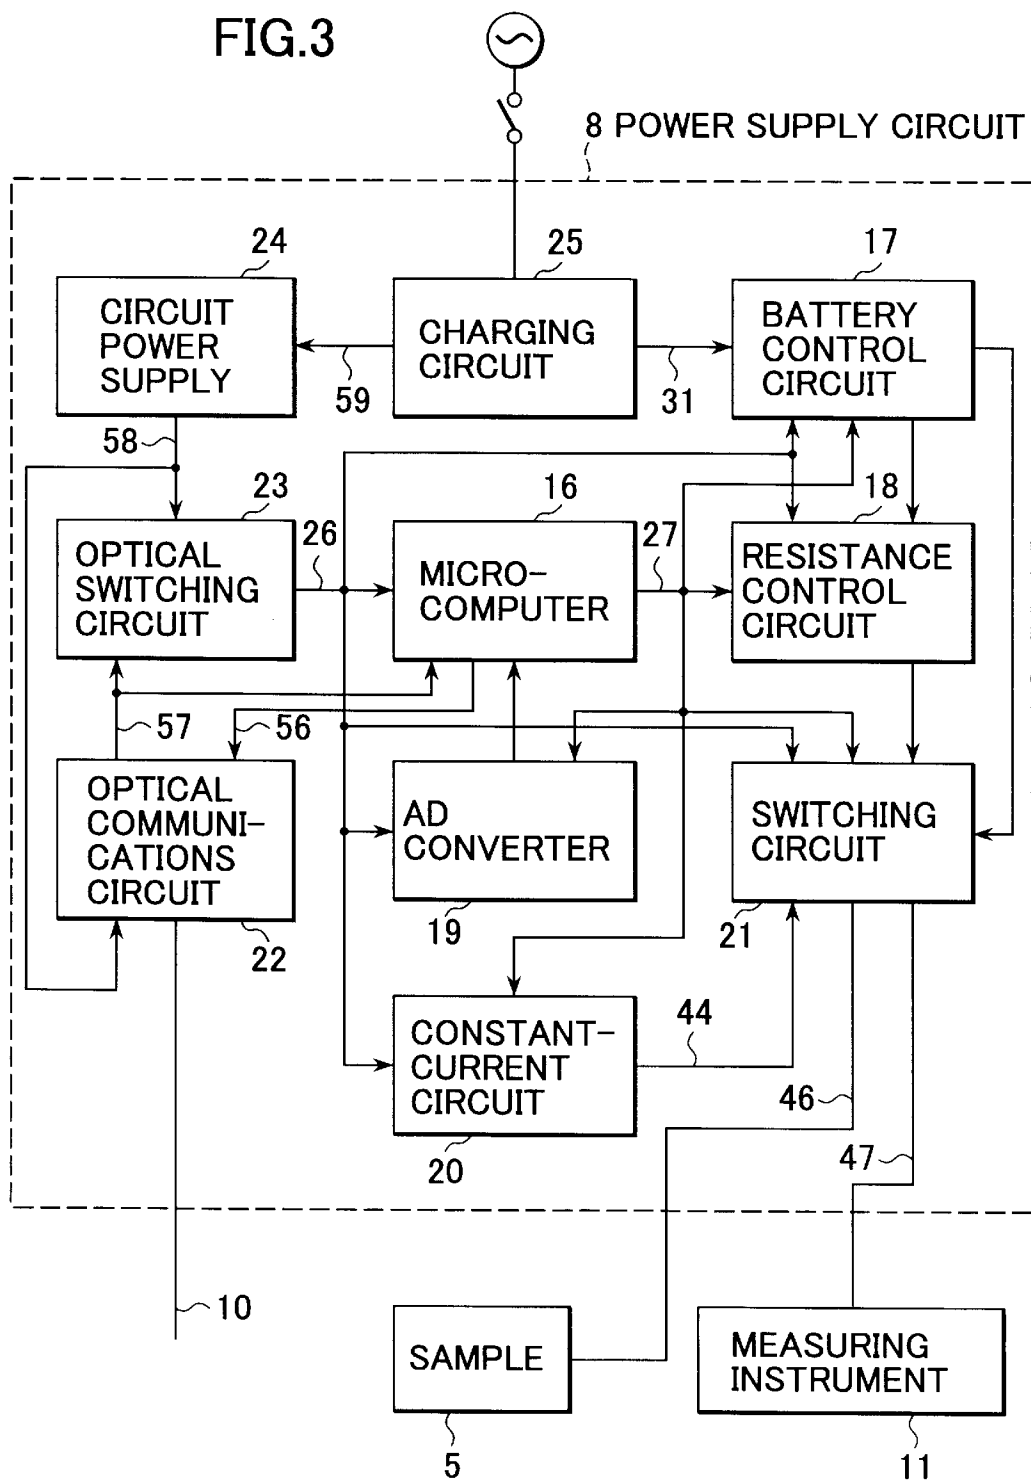 FIG.3
8 POWER SUPPLY CIRCUIT
24
25
17
CIRCUIT
POWER
SUPPLY
CHARGING
CIRCUIT
BATTERY
CONTROL
CIRCUIT
59
31
58
23
16
18
26
27
OPTICAL
SWITCHING
CIRCUIT
MICRO-
COMPUTER
RESISTANCE
CONTROL
CIRCUIT
57
56
OPTICAL
COMMUNI-
CATIONS
CIRCUIT
AD
CONVERTER
SWITCHING
CIRCUIT
22
19
21
CONSTANT-
CURRENT
CIRCUIT
44
46
20
47
10
SAMPLE
MEASURING
INSTRUMENT
5
11